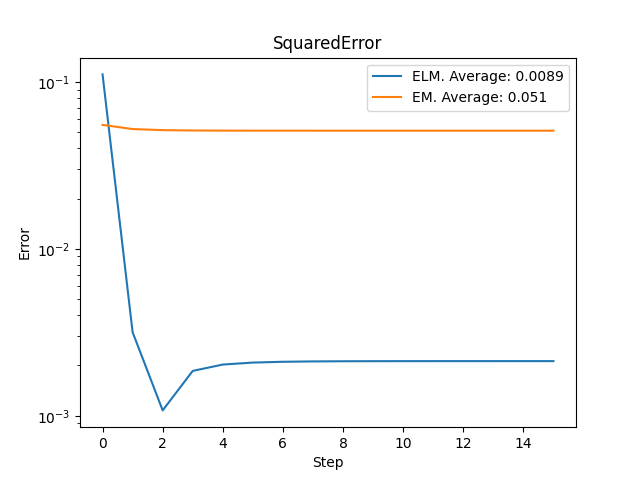 SquaredError
ELM. Average: 0.0089
EM. Average: 0.051
Error
10⁻¹
10⁻²
10⁻³
0 2 4 6 8 10 12 14
Step